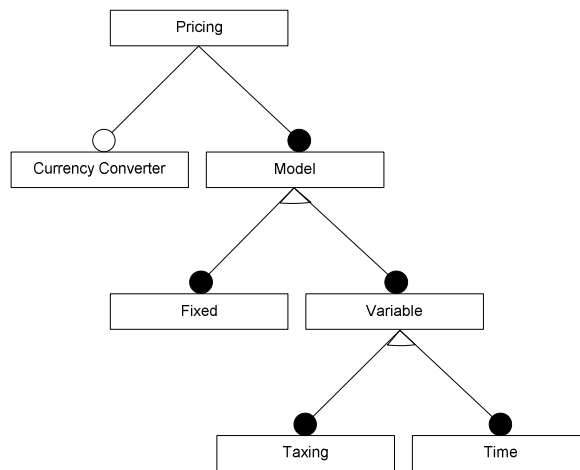 Pricing
Currency Converter
Model
Fixed
Variable
Taxing
Time